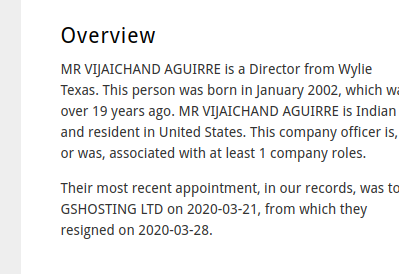 Overview
MR VIJAICHAND AGUIRRE is a Director from Wylie
Texas. This person was born in January 2002, which wa
over 19 years ago. MR VIJAICHAND AGUIRRE is Indian
and resident in United States. This company officer is,
or was, associated with at least 1 company roles.
Their most recent appointment, in our records, was to
GSHOSTING LTD on 2020-03-21, from which they
resigned on 2020-03-28.